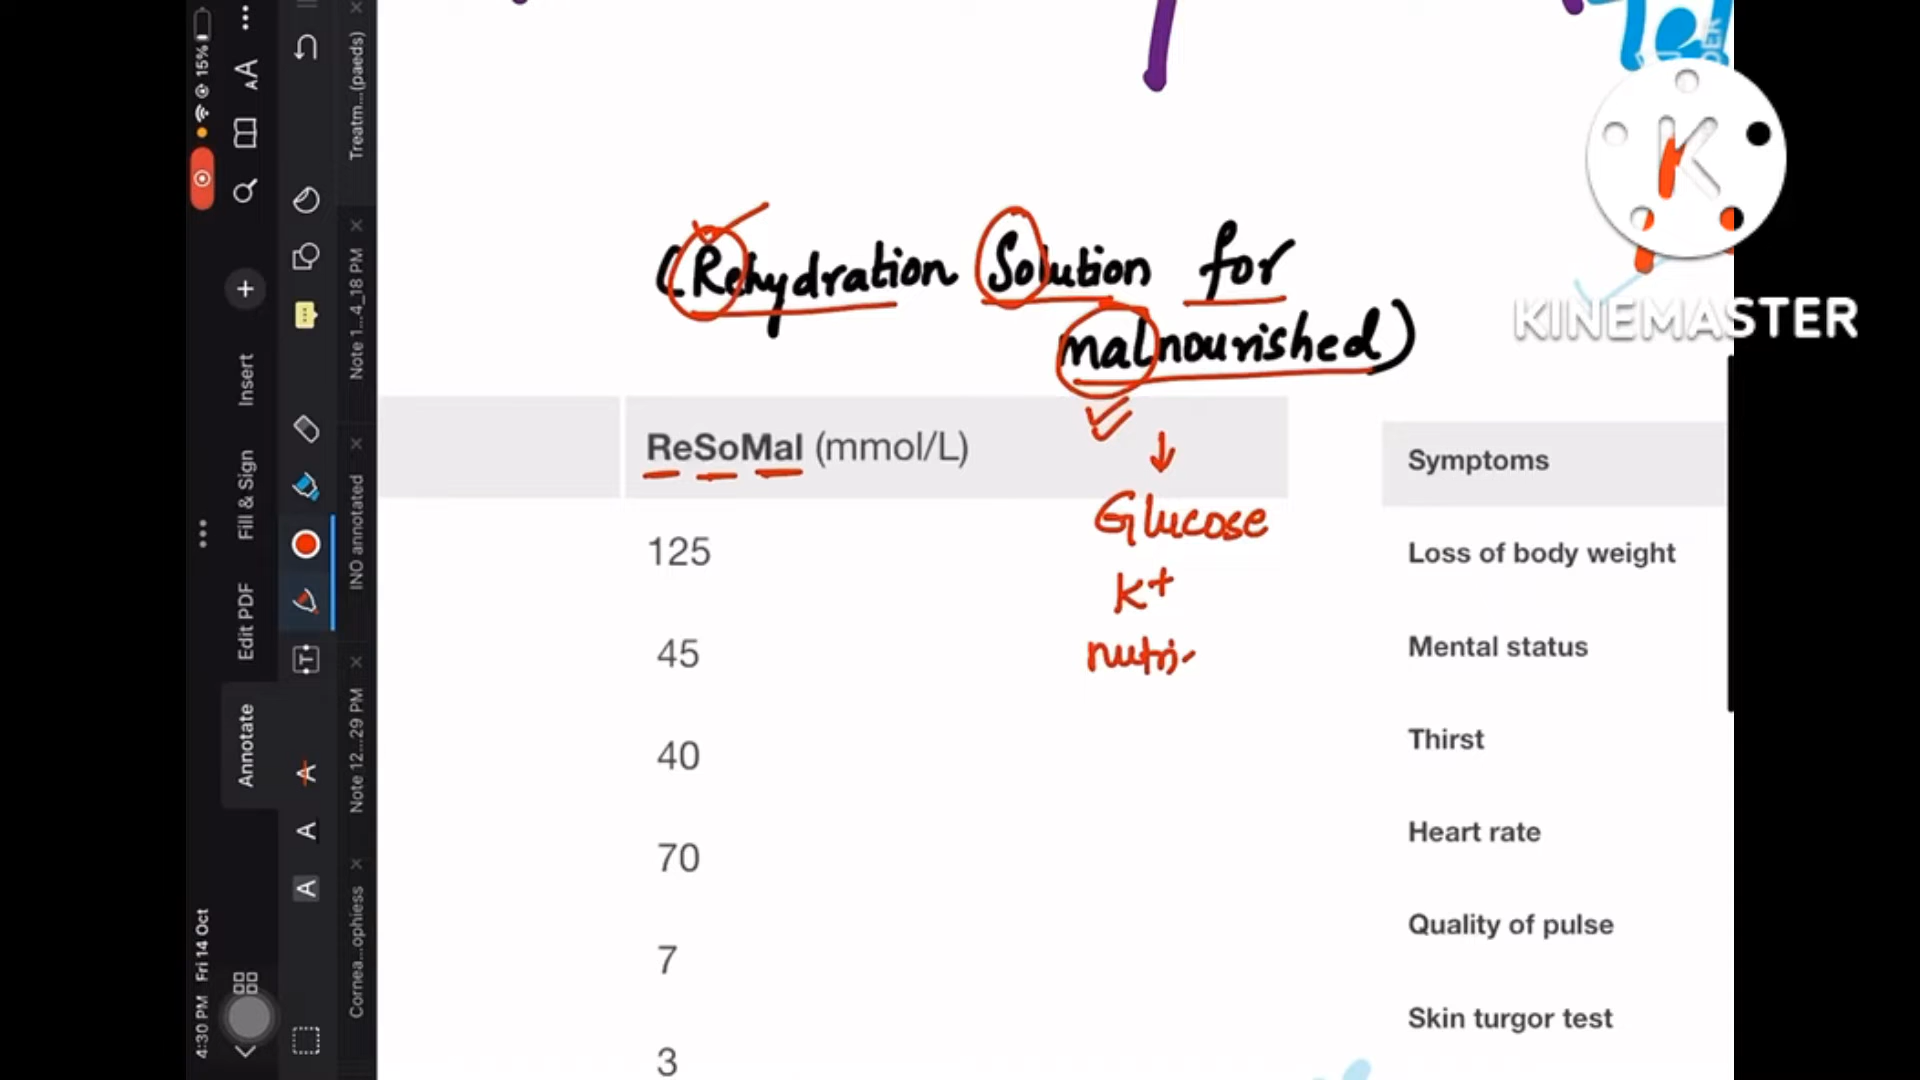 (Rehydration Solution for
malnourished)
ReSoMal (mmol/L)
Glucose
K+
nutri-
125
45
40
70
7
3
Symptoms
Loss of body weight
Mental status
Thirst
Heart rate
Quality of pulse
Skin turgor test
KINEMASTER
K
15%
4:30 PM Fri 14 Oct
AA
Insert
Fill & Sign
Edit PDF
Annotate
T
A
A
A
Treatm...(paeds)
Note 1...4_18 PM
INO annotated
Note 12...29 PM
Cornea...ophiess